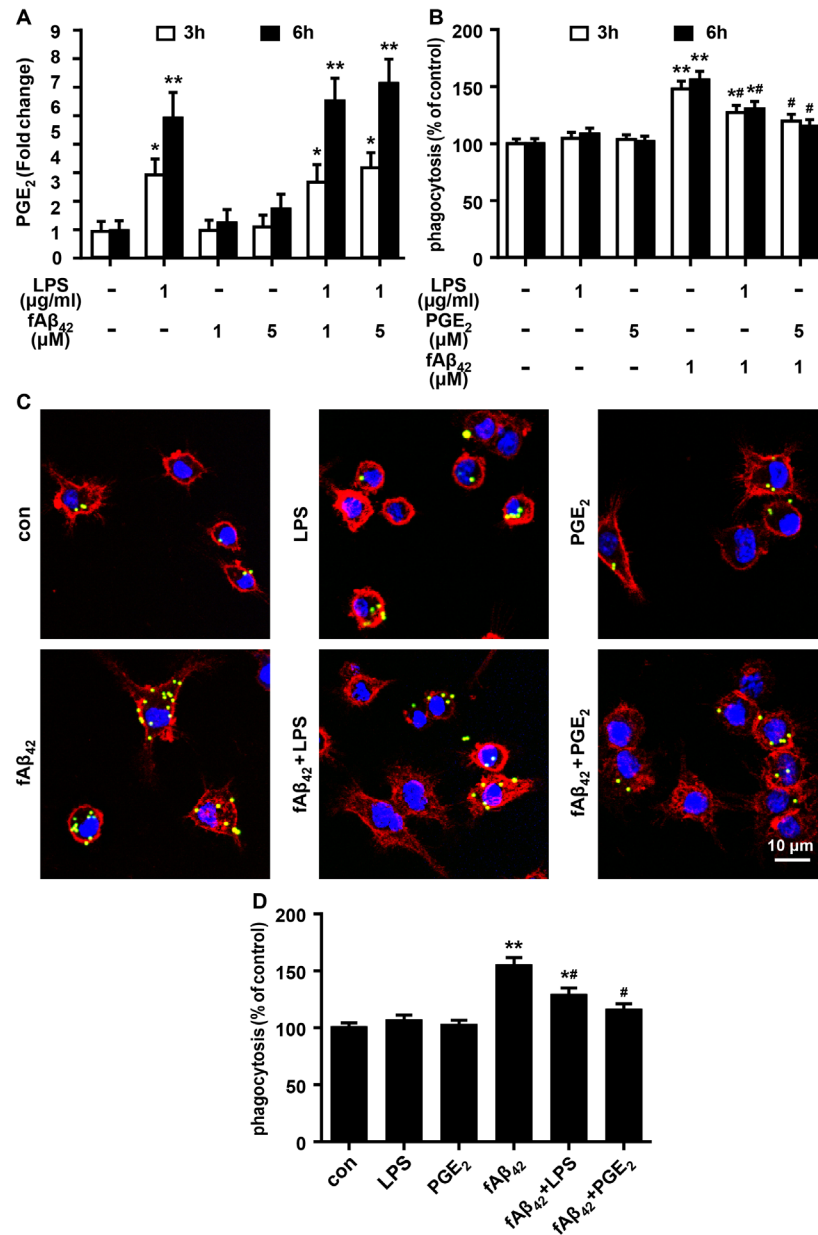 A
3h
6h
PGE₂ (Fold change)
9
8
7
6
5
4
3
2
1
0
* ** * ** * **
LPS
(μg/ml)
- 1 - - 1 1
fAβ₄₂
(μM)
- - 1 5 1 5
B
3h
6h
phagocytosis (% of control)
200
150
100
50
0
** ** *# *# # #
LPS
(μg/ml)
- 1 - - 1 -
PGE₂
(μM)
- - 5 - - 5
fAβ₄₂
(μM)
- - - 1 1 1
C
con
LPS
PGE₂
fAβ₄₂
fAβ₄₂+LPS
fAβ₄₂+PGE₂
10 μm
D
phagocytosis (% of control)
200
150
100
50
0
** *# #
con
LPS
PGE₂
fAβ₄₂
fAβ₄₂+LPS
fAβ₄₂+PGE₂